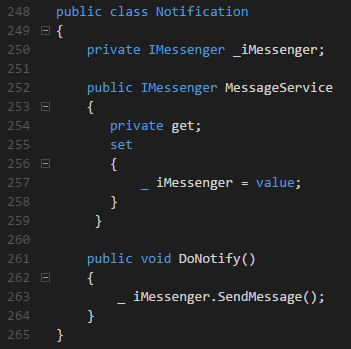 248 public class Notification
249 {
250     private IMessenger _iMessenger;
251
252     public IMessenger MessageService
253     {
254        private get;
255        set
256        {
257            _ iMessenger = value;
258        }
259      }
260
261     public void DoNotify()
262     {
263         _ iMessenger.SendMessage();
264     }
265 }